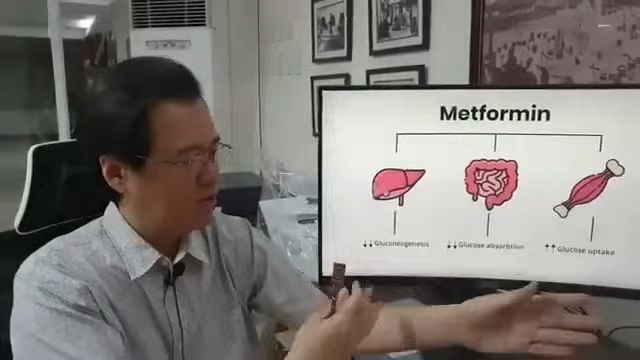 Metformin
↓↓ Gluconeogenesis
↓↓ Glucose absorbtion
↑↑ Glucose uptake